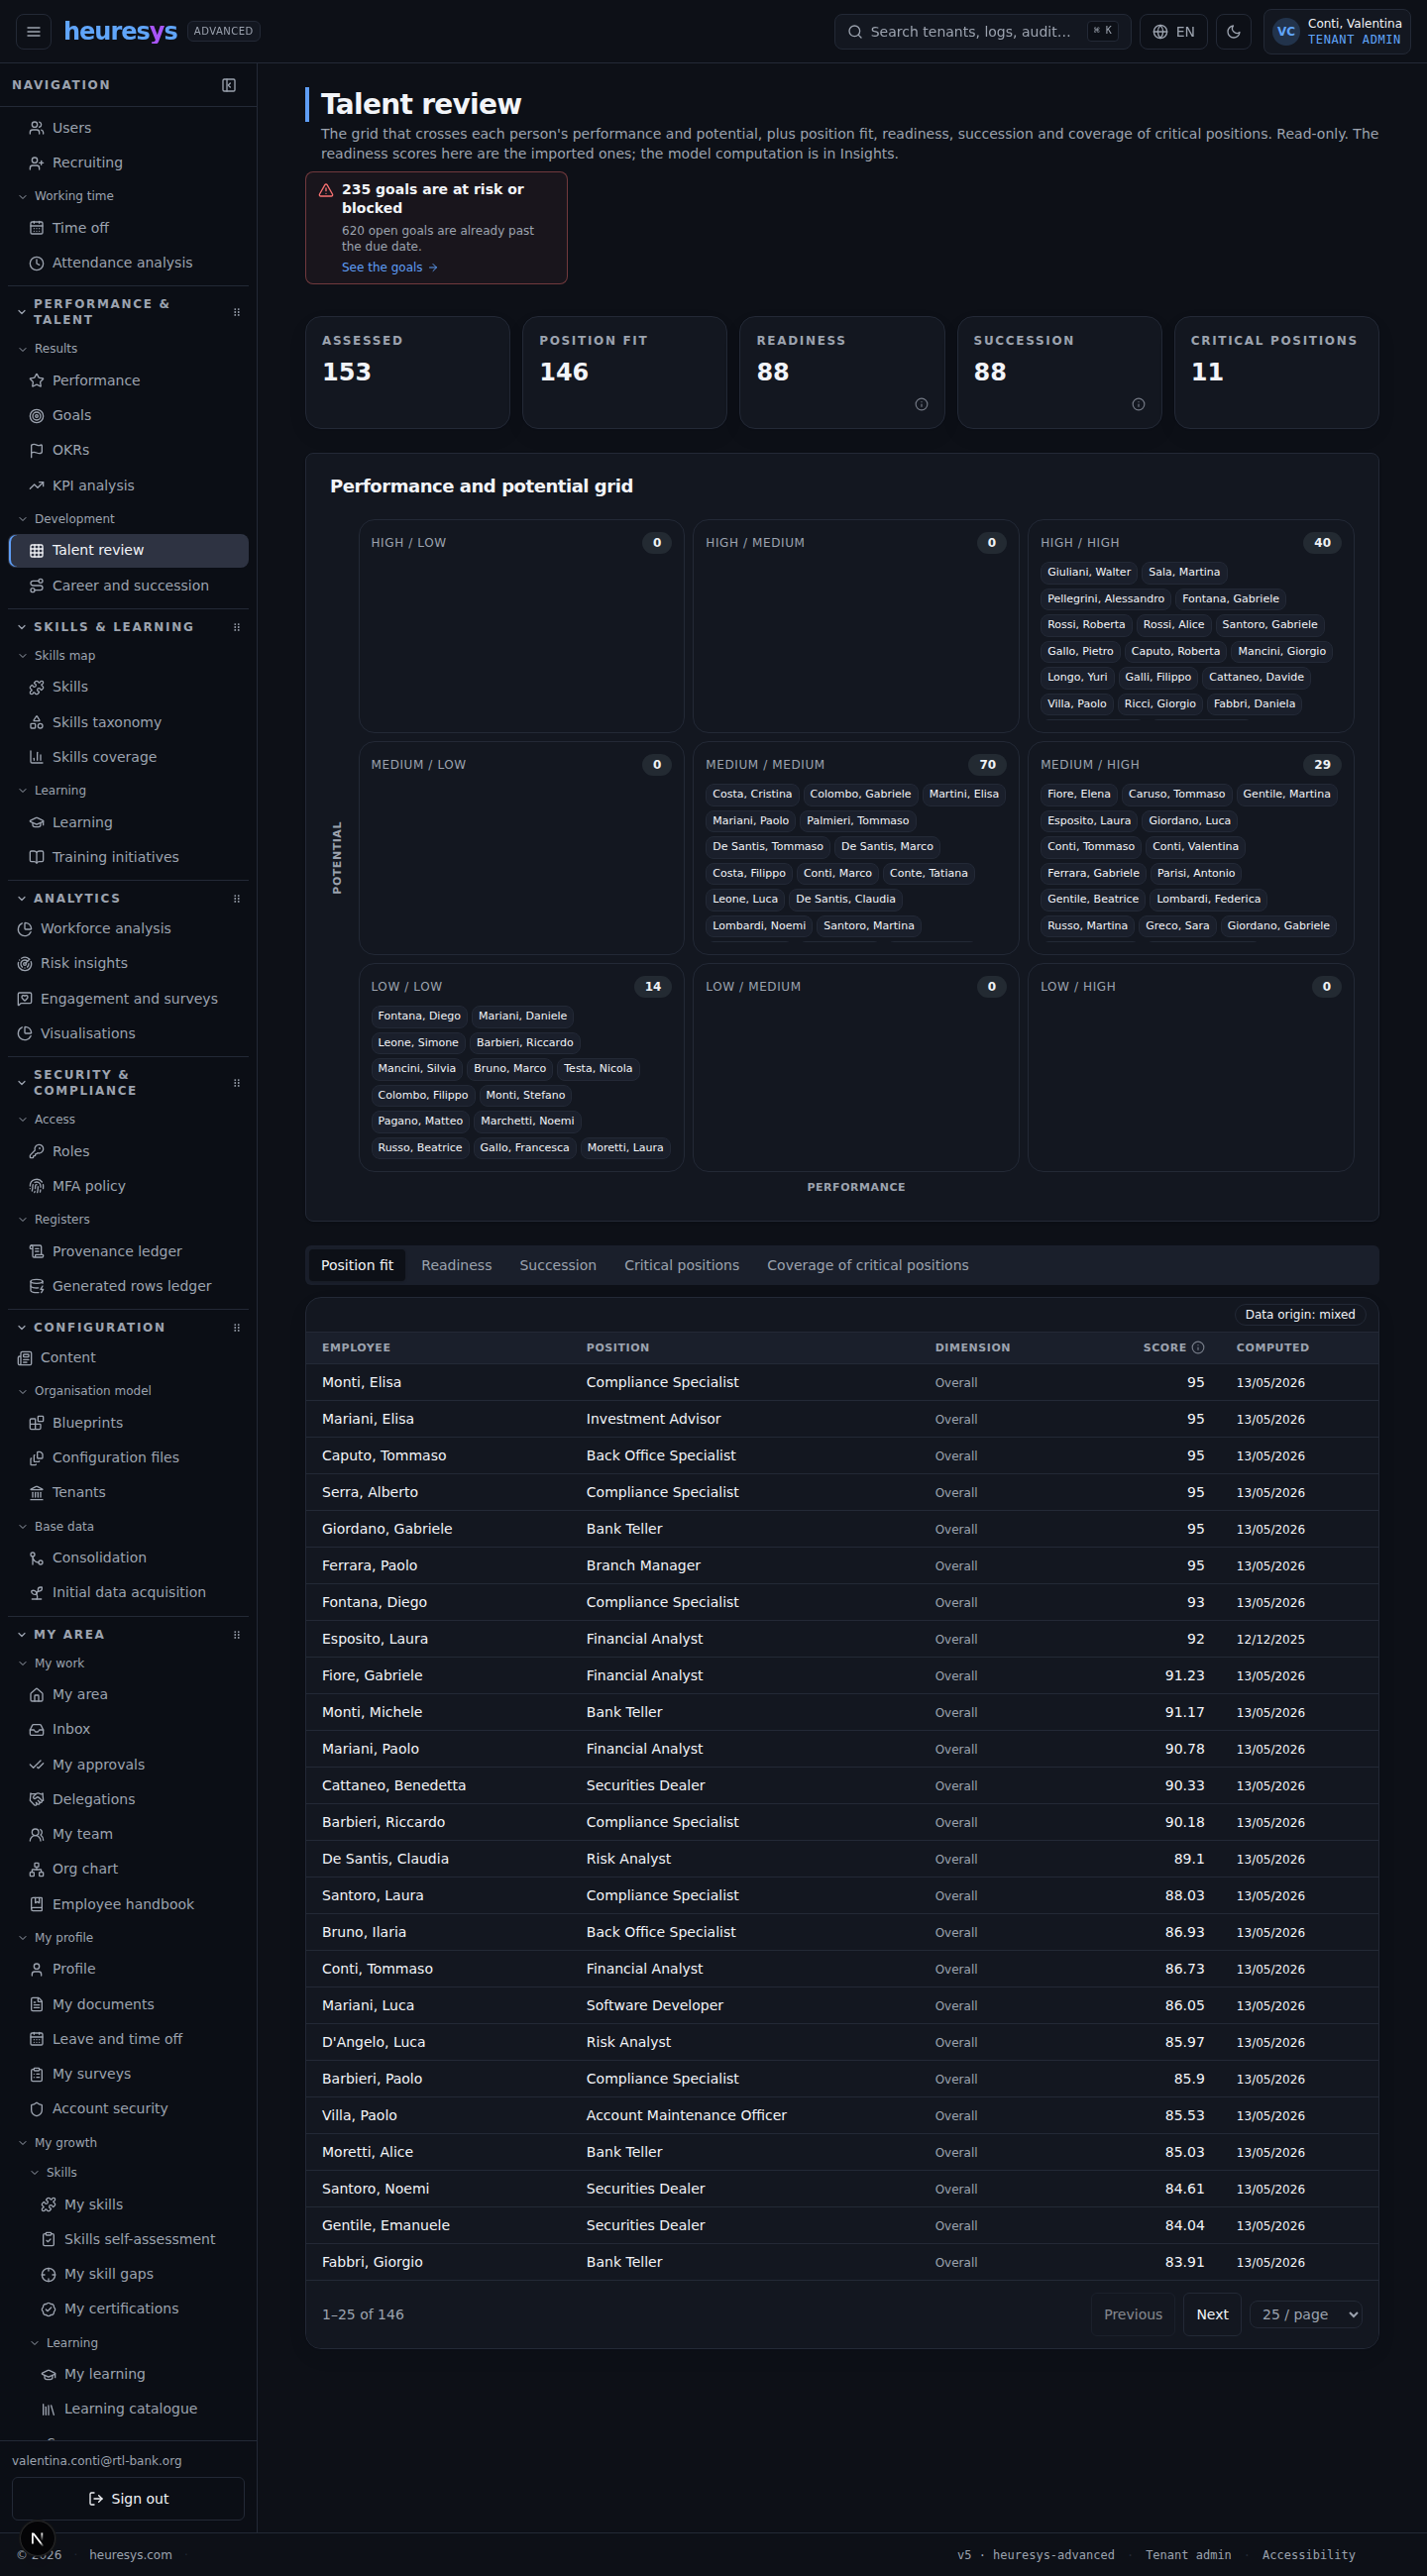 heuresys ADVANCED
Search tenants, logs, audit... ⌘ K
EN
VC
Conti, Valentina
TENANT ADMIN
NAVIGATION
Users
Recruiting
Working time
Time off
Attendance analysis
PERFORMANCE &
TALENT
Results
Performance
Goals
OKRs
KPI analysis
Development
Talent review
Career and succession
SKILLS & LEARNING
Skills map
Skills
Skills taxonomy
Skills coverage
Learning
Learning
Training initiatives
ANALYTICS
Workforce analysis
Risk insights
Engagement and surveys
Visualisations
SECURITY &
COMPLIANCE
Access
Roles
MFA policy
Registers
Provenance ledger
Generated rows ledger
CONFIGURATION
Content
Organisation model
Blueprints
Configuration files
Tenants
Base data
Consolidation
Initial data acquisition
MY AREA
My work
My area
Inbox
My approvals
Delegations
My team
Org chart
Employee handbook
My profile
Profile
My documents
Leave and time off
My surveys
Account security
My growth
Skills
My skills
Skills self-assessment
My skill gaps
My certifications
Learning
My learning
Learning catalogue
valentina.conti@rtl-bank.org
Sign out
Talent review
The grid that crosses each person's performance and potential, plus position fit, readiness, succession and coverage of critical positions. Read-only. The
readiness scores here are the imported ones; the model computation is in Insights.
235 goals are at risk or
blocked
620 open goals are already past
the due date.
See the goals →
ASSESSED
153
POSITION FIT
146
READINESS
88
SUCCESSION
88
CRITICAL POSITIONS
11
Performance and potential grid
POTENTIAL
HIGH / LOW 0
HIGH / MEDIUM 0
HIGH / HIGH 40
Giuliani, Walter Sala, Martina
Pellegrini, Alessandro Fontana, Gabriele
Rossi, Roberta Rossi, Alice Santoro, Gabriele
Gallo, Pietro Caputo, Roberta Mancini, Giorgio
Longo, Yuri Galli, Filippo Cattaneo, Davide
Villa, Paolo Ricci, Giorgio Fabbri, Daniela
MEDIUM / LOW 0
MEDIUM / MEDIUM 70
Costa, Cristina Colombo, Gabriele Martini, Elisa
Mariani, Paolo Palmieri, Tommaso
De Santis, Tommaso De Santis, Marco
Costa, Filippo Conti, Marco Conte, Tatiana
Leone, Luca De Santis, Claudia
Lombardi, Noemi Santoro, Martina
MEDIUM / HIGH 29
Fiore, Elena Caruso, Tommaso Gentile, Martina
Esposito, Laura Giordano, Luca
Conti, Tommaso Conti, Valentina
Ferrara, Gabriele Parisi, Antonio
Gentile, Beatrice Lombardi, Federica
Russo, Martina Greco, Sara Giordano, Gabriele
LOW / LOW 14
Fontana, Diego Mariani, Daniele
Leone, Simone Barbieri, Riccardo
Mancini, Silvia Bruno, Marco Testa, Nicola
Colombo, Filippo Monti, Stefano
Pagano, Matteo Marchetti, Noemi
Russo, Beatrice Gallo, Francesca Moretti, Laura
LOW / MEDIUM 0
LOW / HIGH 0
PERFORMANCE
Position fit Readiness Succession Critical positions Coverage of critical positions
Data origin: mixed
EMPLOYEE POSITION DIMENSION SCORE COMPUTED
Monti, Elisa Compliance Specialist Overall 95 13/05/2026
Mariani, Elisa Investment Advisor Overall 95 13/05/2026
Caputo, Tommaso Back Office Specialist Overall 95 13/05/2026
Serra, Alberto Compliance Specialist Overall 95 13/05/2026
Giordano, Gabriele Bank Teller Overall 95 13/05/2026
Ferrara, Paolo Branch Manager Overall 95 13/05/2026
Fontana, Diego Compliance Specialist Overall 93 13/05/2026
Esposito, Laura Financial Analyst Overall 92 12/12/2025
Fiore, Gabriele Financial Analyst Overall 91.23 13/05/2026
Monti, Michele Bank Teller Overall 91.17 13/05/2026
Mariani, Paolo Financial Analyst Overall 90.78 13/05/2026
Cattaneo, Benedetta Securities Dealer Overall 90.33 13/05/2026
Barbieri, Riccardo Compliance Specialist Overall 90.18 13/05/2026
De Santis, Claudia Risk Analyst Overall 89.1 13/05/2026
Santoro, Laura Compliance Specialist Overall 88.03 13/05/2026
Bruno, Ilaria Back Office Specialist Overall 86.93 13/05/2026
Conti, Tommaso Financial Analyst Overall 86.73 13/05/2026
Mariani, Luca Software Developer Overall 86.05 13/05/2026
D'Angelo, Luca Risk Analyst Overall 85.97 13/05/2026
Barbieri, Paolo Compliance Specialist Overall 85.9 13/05/2026
Villa, Paolo Account Maintenance Officer Overall 85.53 13/05/2026
Moretti, Alice Bank Teller Overall 85.03 13/05/2026
Santoro, Noemi Securities Dealer Overall 84.61 13/05/2026
Gentile, Emanuele Securities Dealer Overall 84.04 13/05/2026
Fabbri, Giorgio Bank Teller Overall 83.91 13/05/2026
1–25 of 146 Previous Next 25 / page
© 2026 · heuresys.com ·
v5 · heuresys-advanced · Tenant admin · Accessibility